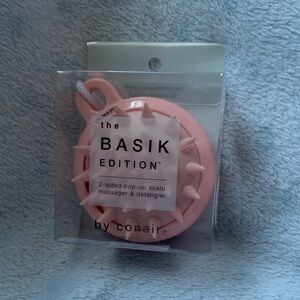 the
BASIK
EDITION™
2-sided pop-up scalp
massager & detangler
by conair®